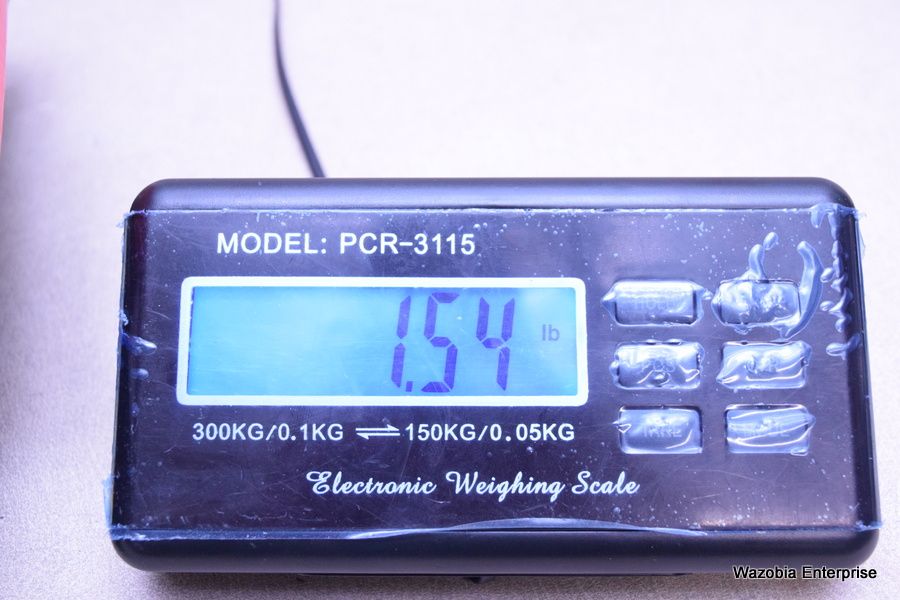 MODEL: PCR-3115
1.54 lb
300KG/0.1KG ⇌ 150KG/0.05KG
Electronic Weighing Scale
Wazobia Enterprise